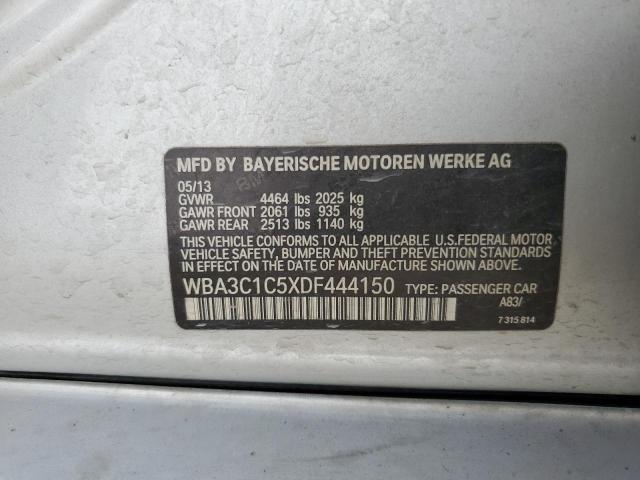 MFD BY BAYERISCHE MOTOREN WERKE AG
05/13
GVWR 4464 lbs 2025 kg
GAWR FRONT 2061 lbs 935 kg
GAWR REAR 2513 lbs 1140 kg
THIS VEHICLE CONFORMS TO ALL APPLICABLE U.S.FEDERAL MOTOR
VEHICLE SAFETY, BUMPER AND THEFT PREVENTION STANDARDS
IN EFFECT ON THE DATE OF MANUFACTURE SHOWN ABOVE.
WBA3C1C5XDF444150 TYPE: PASSENGER CAR
A83/
7 315 814